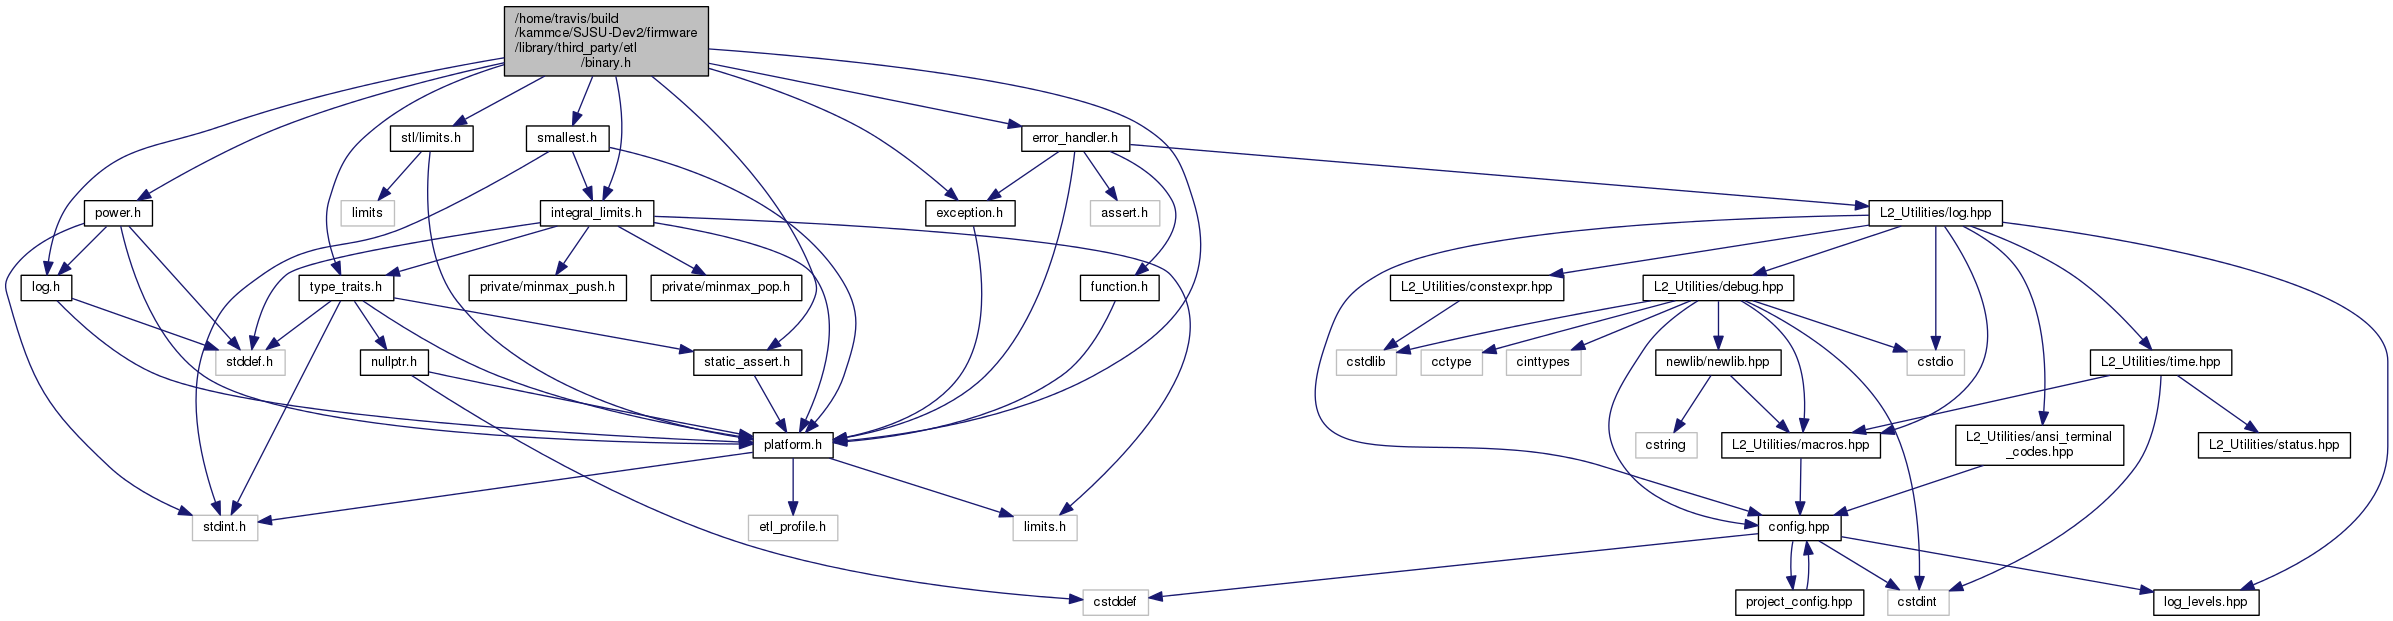 /home/travis/build
/kammce/SJSU-Dev2/firmware
/library/third_party/etl
/binary.h
stl/limits.h
smallest.h
error_handler.h
power.h
limits
integral_limits.h
exception.h
assert.h
L2_Utilities/log.hpp
log.h
type_traits.h
private/minmax_push.h
private/minmax_pop.h
function.h
L2_Utilities/constexpr.hpp
L2_Utilities/debug.hpp
stddef.h
nullptr.h
static_assert.h
cstdlib
cctype
cinttypes
newlib/newlib.hpp
cstdio
L2_Utilities/time.hpp
platform.h
cstring
L2_Utilities/macros.hpp
L2_Utilities/ansi_terminal
_codes.hpp
L2_Utilities/status.hpp
stdint.h
etl_profile.h
limits.h
config.hpp
cstddef
project_config.hpp
cstdint
log_levels.hpp